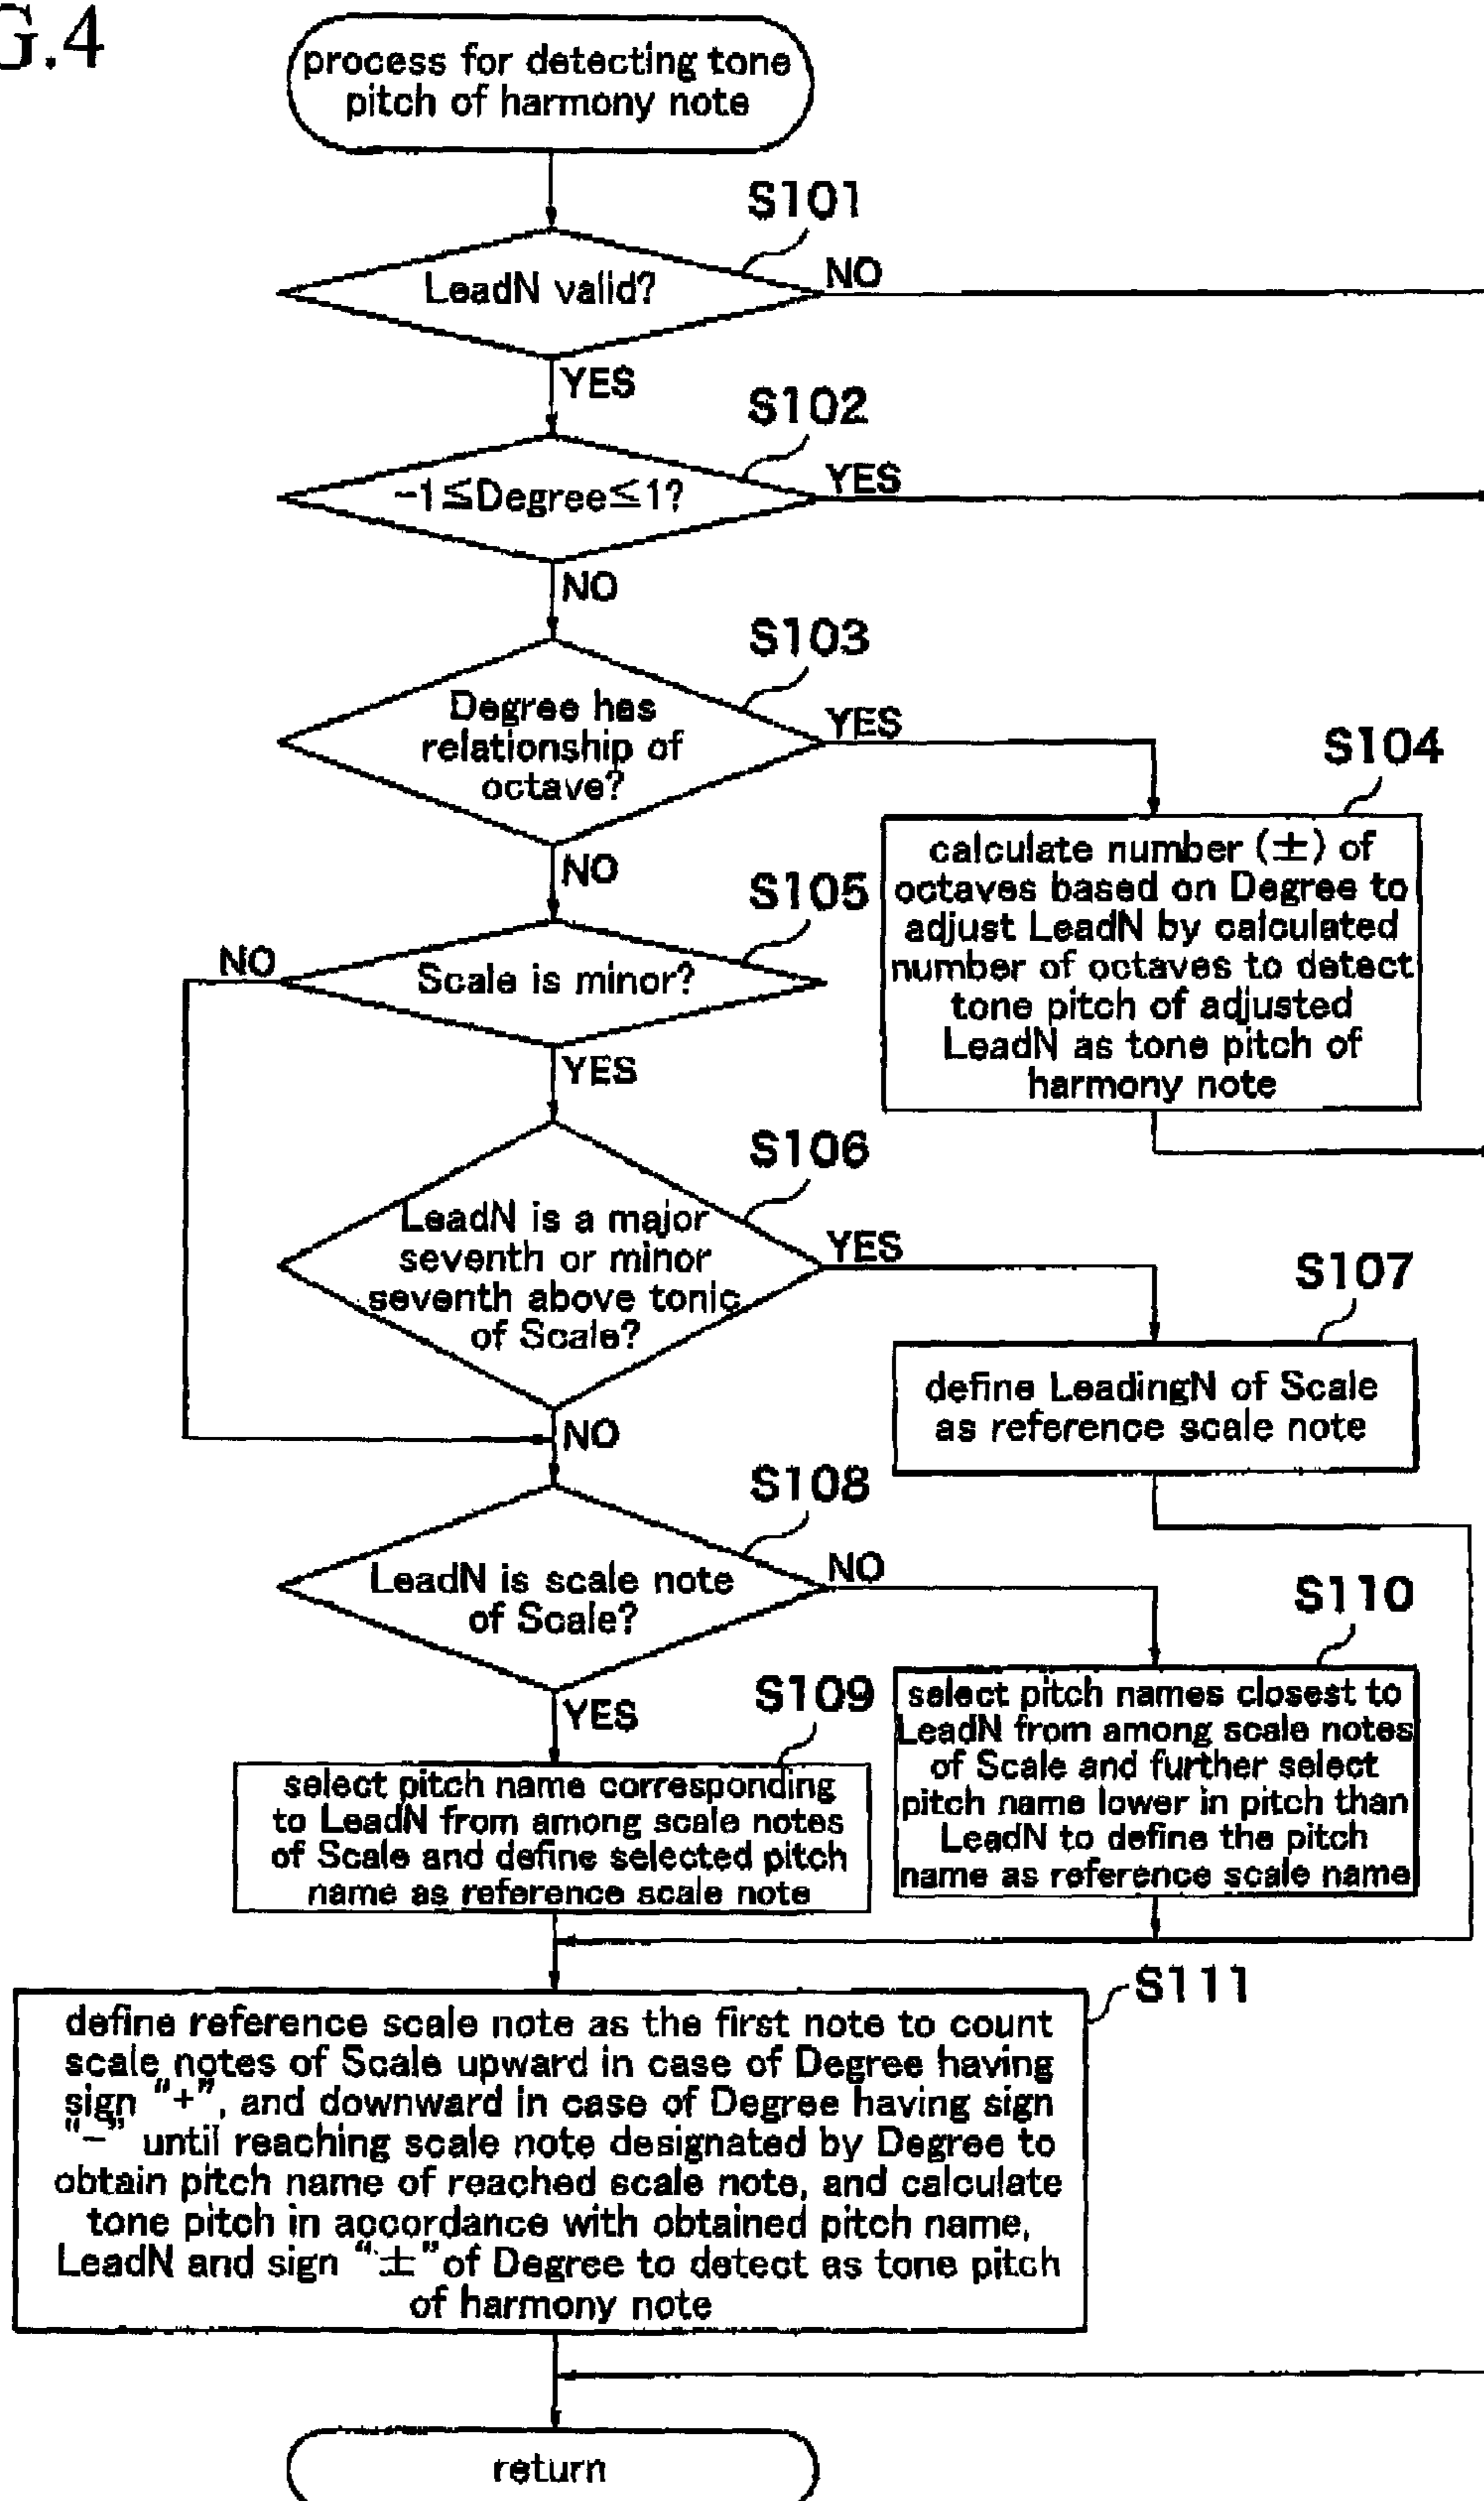 G.4
process for detecting tone
pitch of harmony note
S101
LeadN valid?
NO
YES
S102
-1≦Degree≦1?
YES
NO
S103
Degree has
relationship of
octave?
YES
NO
S104
calculate number (±) of
octaves based on Degree to
adjust LeadN by calculated
number of octaves to detect
tone pitch of adjusted
LeadN as tone pitch of
harmony note
S105
Scale is minor?
NO
YES
S106
LeadN is a major
seventh or minor
seventh above tonic
of Scale?
YES
NO
S107
define LeadingN of Scale
as reference scale note
S108
LeadN is scale note
of Scale?
NO
YES
S109
select pitch name corresponding
to LeadN from among scale notes
of Scale and define selected pitch
name as reference scale note
S110
select pitch names closest to
LeadN from among scale notes
of Scale and further select
pitch name lower in pitch than
LeadN to define the pitch
name as reference scale name
S111
define reference scale note as the first note to count
scale notes of Scale upward in case of Degree having
sign “+”, and downward in case of Degree having sign
“−” until reaching scale note designated by Degree to
obtain pitch name of reached scale note, and calculate
tone pitch in accordance with obtained pitch name,
LeadN and sign “±” of Degree to detect as tone pitch
of harmony note
return